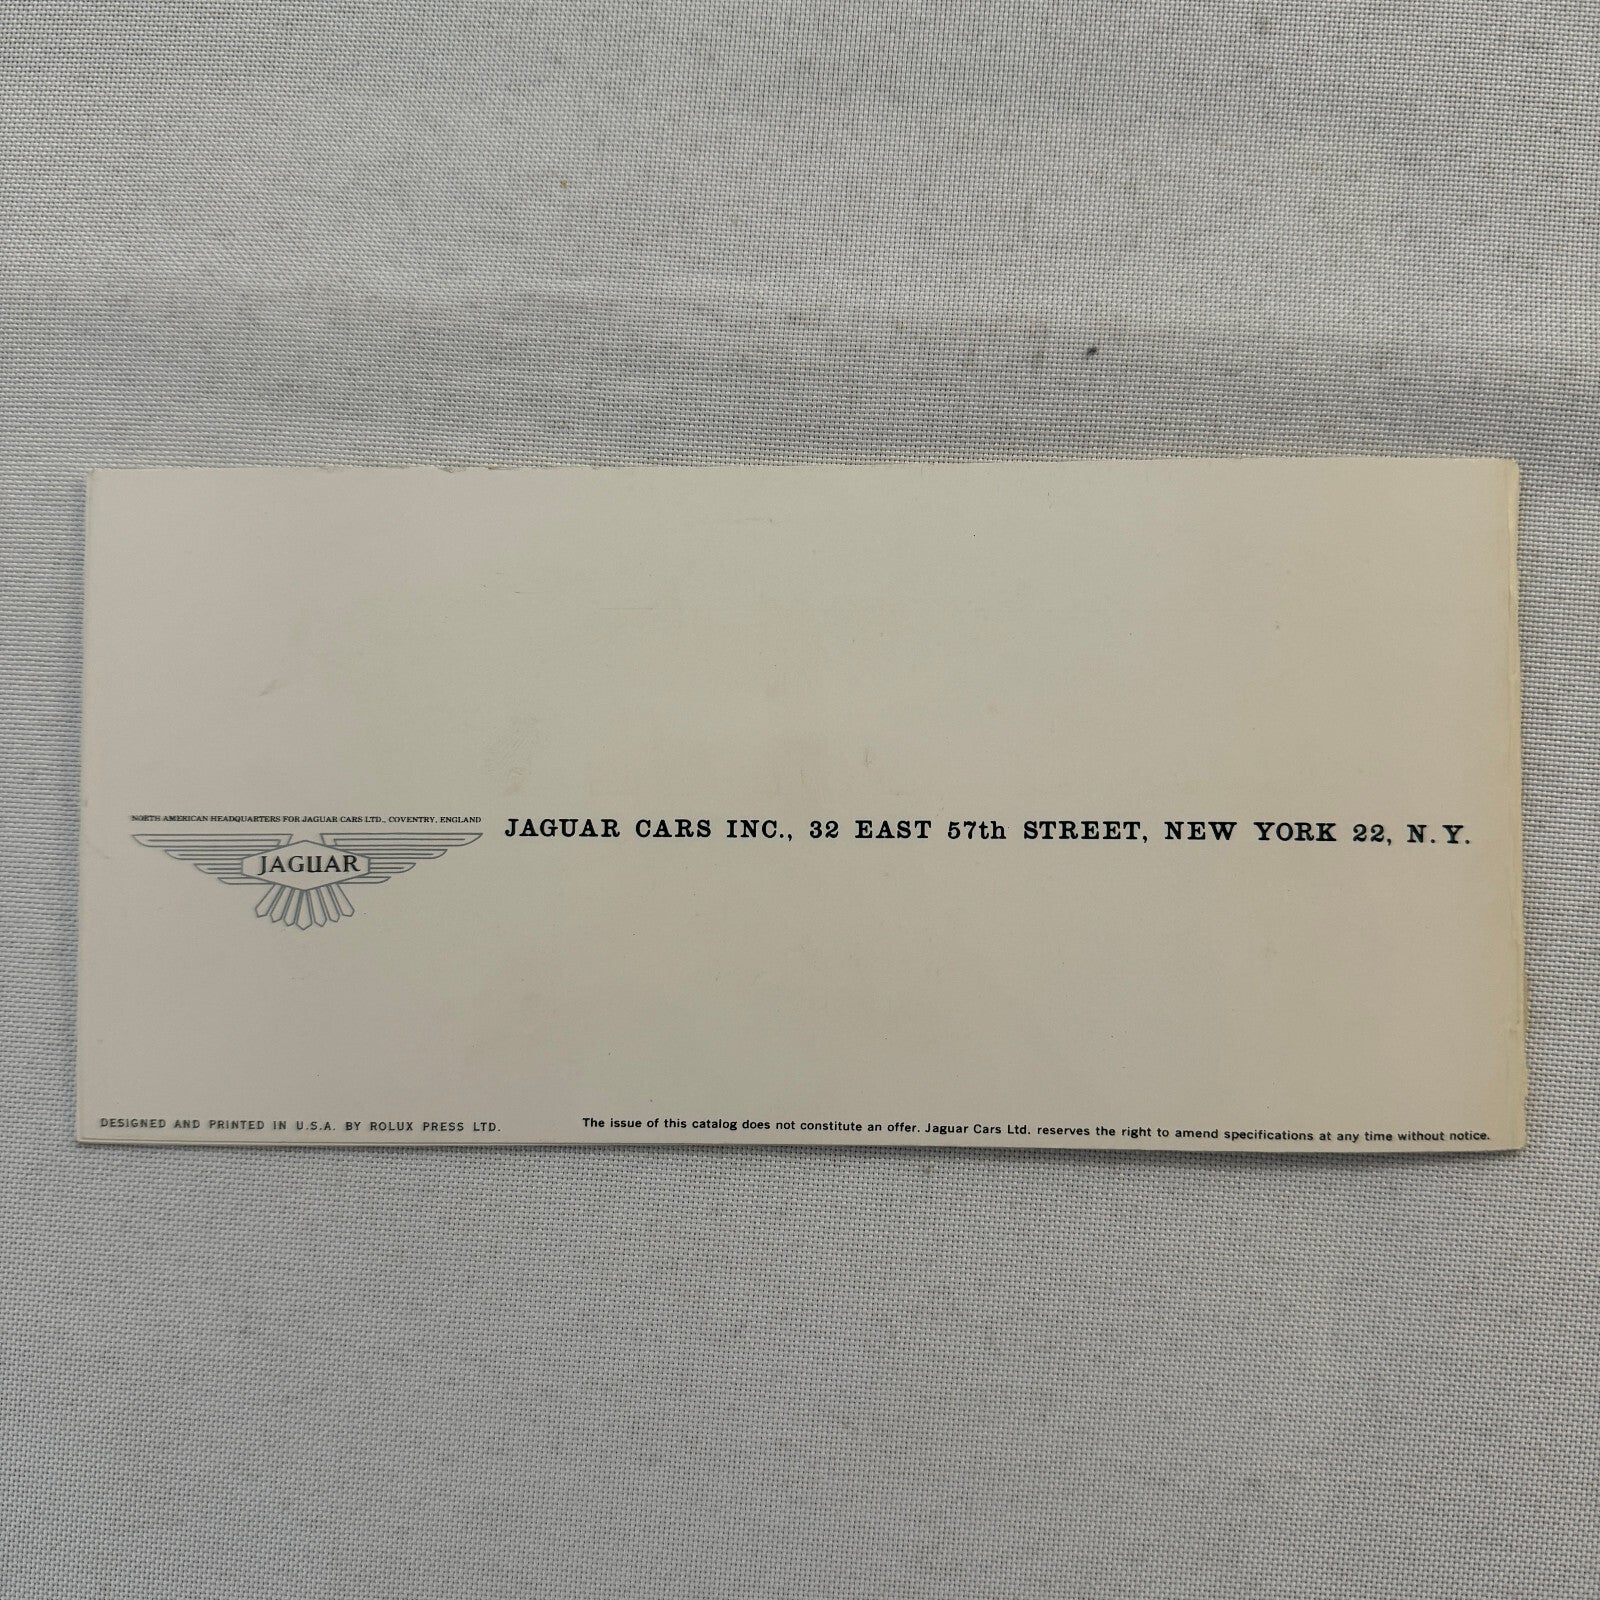 NORTH AMERICAN HEADQUARTERS FOR JAGUAR CARS LTD., COVENTRY, ENGLAND
JAGUAR CARS INC., 32 EAST 57th STREET, NEW YORK 22, N.Y.
JAGUAR
DESIGNED AND PRINTED IN U.S.A. BY ROLUX PRESS LTD.
The issue of this catalog does not constitute an offer. Jaguar Cars Ltd. reserves the right to amend specifications at any time without notice.